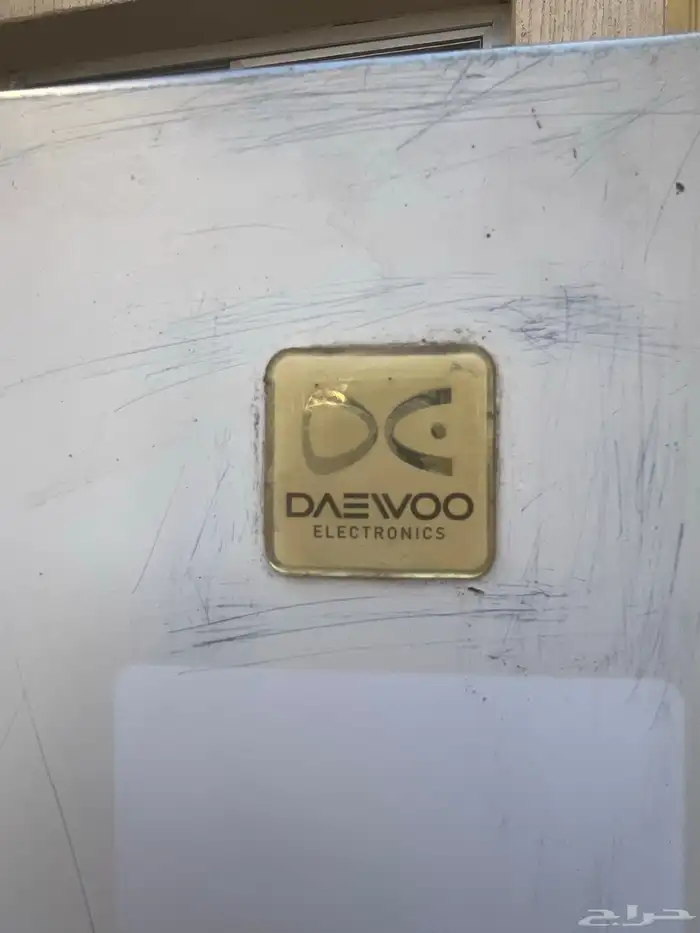 DAEWOO
ELECTRONICS
حراج